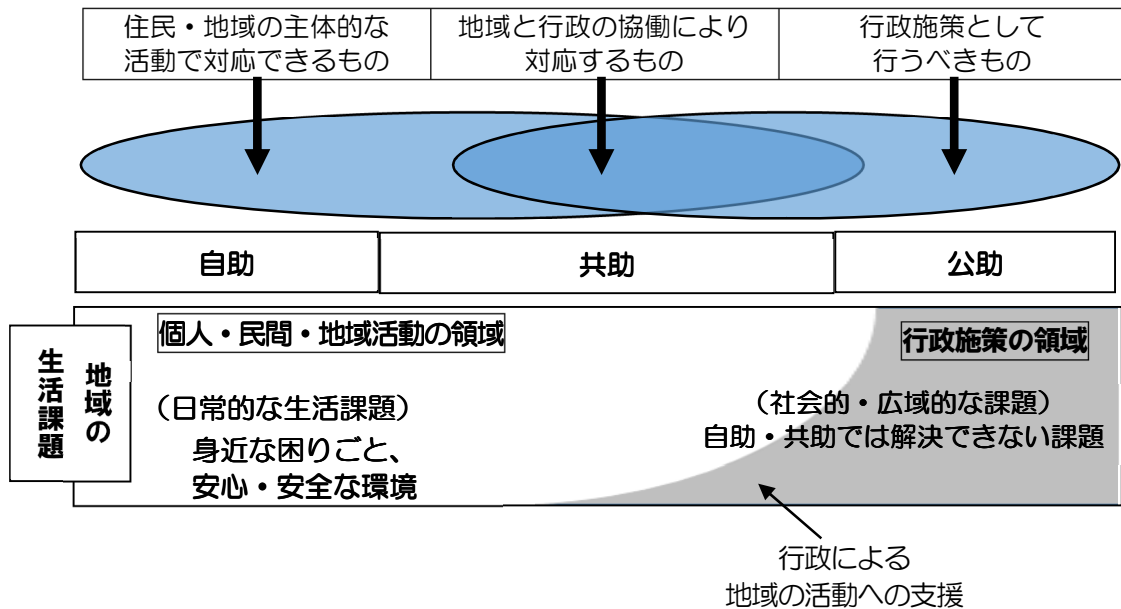 住民・地域の主体的な
活動で対応できるもの
地域と行政の協働により
対応するもの
行政施策として
行うべきもの
自助
共助
公助
地域の
生活課題
個人・民間・地域活動の領域
行政施策の領域
（日常的な生活課題）
身近な困りごと、
安心・安全な環境
（社会的・広域的な課題）
自助・共助では解決できない課題
行政による
地域の活動への支援